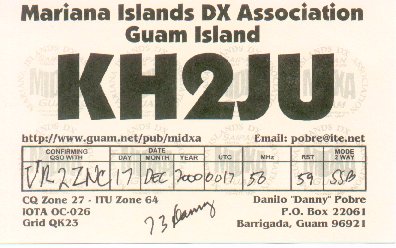 Mariana Islands DX Association
Guam Island
KH2JU
http://www.guam.net/pub/midxa Email: pobre@ite.net
CONFIRMING QSO WITH DATE DAY MONTH YEAR UTC MHz RST MODE 2 WAY
VR2ZNC 17 DEC 2000 0017 50 59 SSB
CQ Zone 27 - ITU Zone 64 Danilo "Danny" Pobre
IOTA OC-026 73 Danny P.O. Box 22061
Grid QK23 Barrigada, Guam 96921